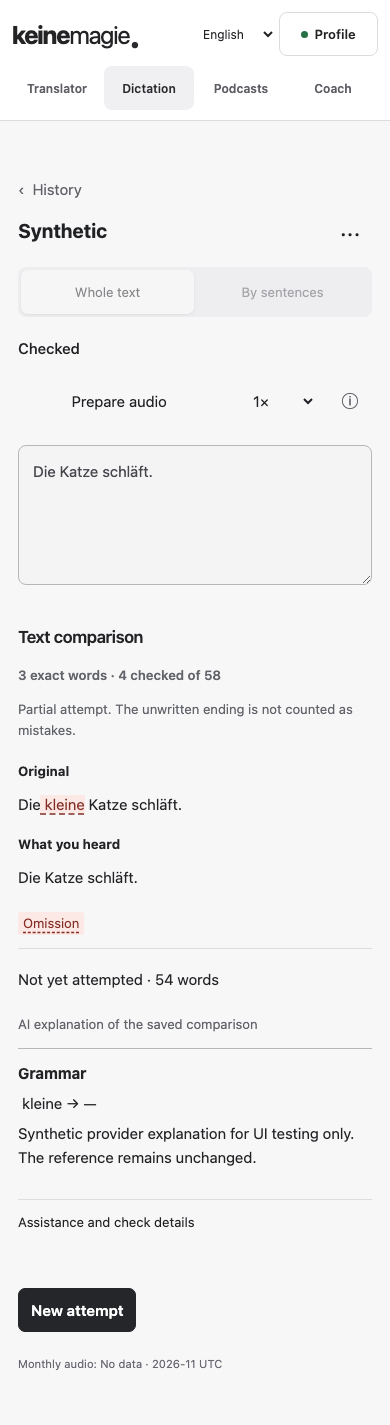 keinemagie.
English
Profile
Translator Dictation Podcasts Coach
‹ History
Synthetic
...
Whole text By sentences
Checked
Prepare audio 1× ⓘ
Die Katze schläft.
Text comparison
3 exact words · 4 checked of 58
Partial attempt. The unwritten ending is not counted as
mistakes.
Original
Die kleine Katze schläft.
What you heard
Die Katze schläft.
Omission
Not yet attempted · 54 words
AI explanation of the saved comparison
Grammar
kleine → —
Synthetic provider explanation for UI testing only.
The reference remains unchanged.
Assistance and check details
New attempt
Monthly audio: No data · 2026-11 UTC